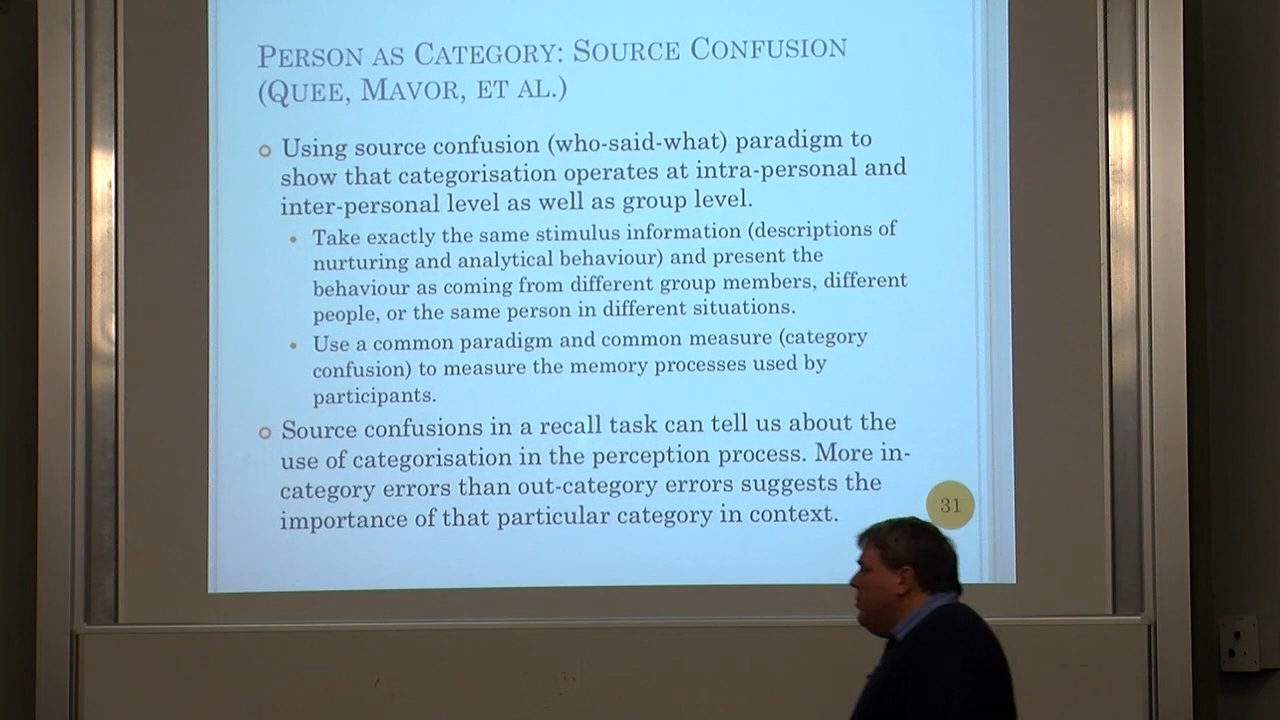 PERSON AS CATEGORY: SOURCE CONFUSION
(QUEE, MAVOR, ET AL.)
Using source confusion (who-said-what) paradigm to
show that categorisation operates at intra-personal and
inter-personal level as well as group level.
Take exactly the same stimulus information (descriptions of
nurturing and analytical behaviour) and present the
behaviour as coming from different group members, different
people, or the same person in different situations.
Use a common paradigm and common measure (category
confusion) to measure the memory processes used by
participants.
Source confusions in a recall task can tell us about the
use of categorisation in the perception process. More in-
category errors than out-category errors suggests the
importance of that particular category in context.
31